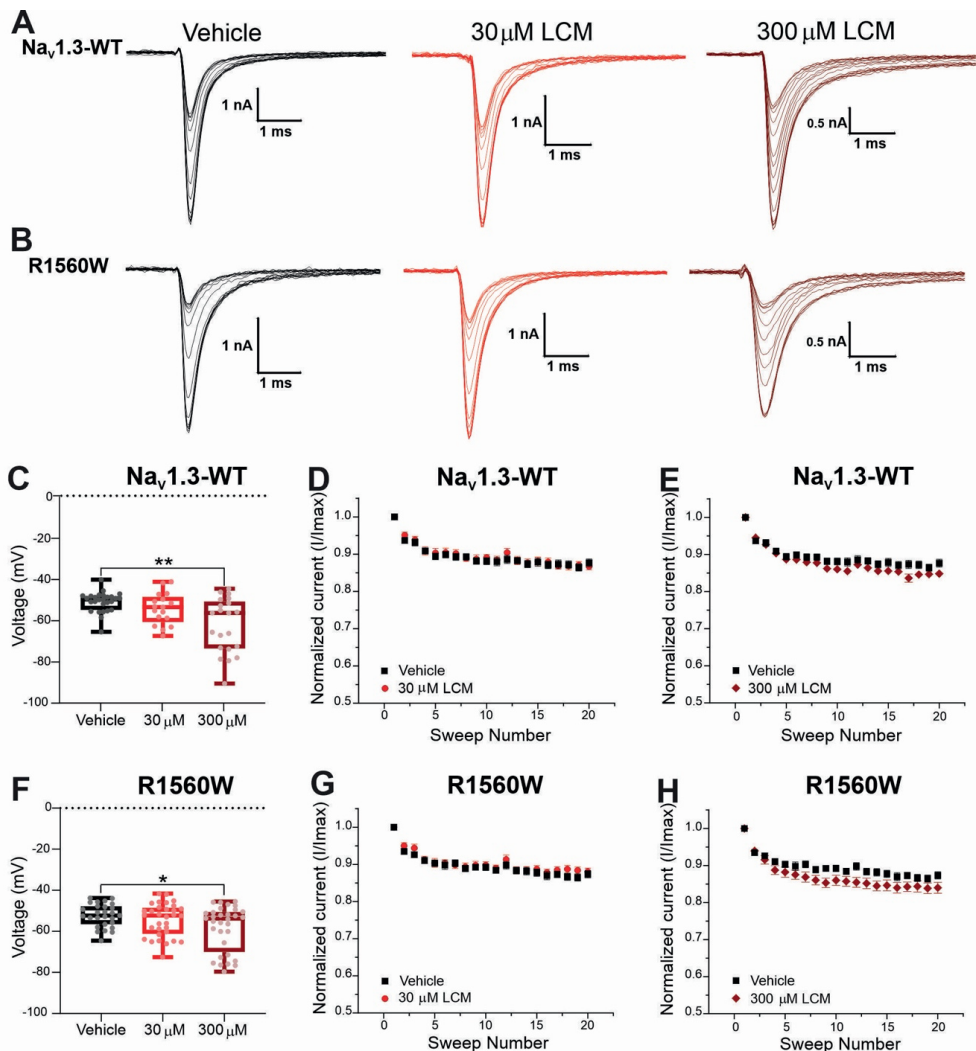 A
Vehicle
30 μM LCM
300 μM LCM
Nav1.3-WT
1 nA
1 ms
1 nA
1 ms
0.5 nA
1 ms
B
R1560W
1 nA
1 ms
1 nA
1 ms
0.5 nA
1 ms
C
Nav1.3-WT
Voltage (mV)
0
-20
-40
-60
-80
-100
**
Vehicle
30 μM
300 μM
D
Nav1.3-WT
Normalized current (I/Imax)
1.0
0.9
0.8
0.7
0.6
0.5
Vehicle
30 μM LCM
0 5 10 15 20
Sweep Number
E
Nav1.3-WT
Normalized current (I/Imax)
1.0
0.9
0.8
0.7
0.6
0.5
Vehicle
300 μM LCM
0 5 10 15 20
Sweep Number
F
R1560W
Voltage (mV)
0
-20
-40
-60
-80
-100
*
Vehicle
30 μM
300 μM
G
R1560W
Normalized current (I/Imax)
1.0
0.9
0.8
0.7
0.6
0.5
Vehicle
30 μM LCM
0 5 10 15 20
Sweep Number
H
R1560W
Normalized current (I/Imax)
1.0
0.9
0.8
0.7
0.6
0.5
Vehicle
300 μM LCM
0 5 10 15 20
Sweep Number